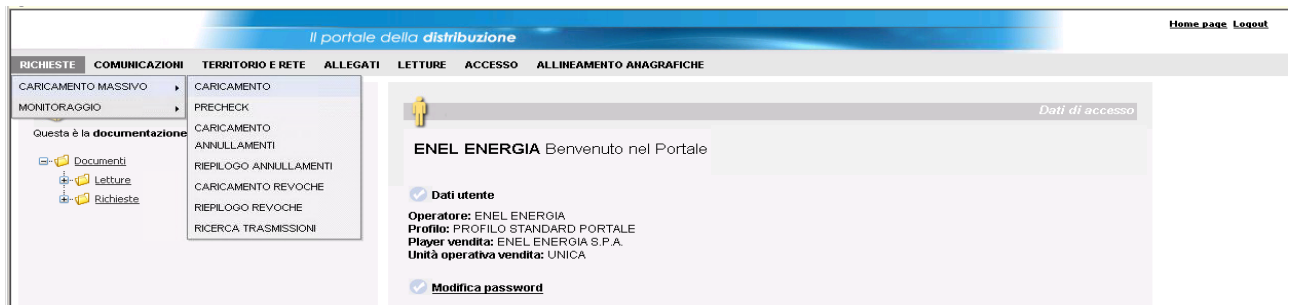 Home page Logout
Il portale della distribuzione
RICHIESTE COMUNICAZIONI TERRITORIO E RETE ALLEGATI LETTURE ACCESSO ALLINEAMENTO ANAGRAFICHE
CARICAMENTO MASSIVO
MONITORAGGIO
CARICAMENTO
PRECHECK
CARICAMENTO
ANNULLAMENTI
RIEPILOGO ANNULLAMENTI
CARICAMENTO REVOCHE
RIEPILOGO REVOCHE
RICERCA TRASMISSIONI
Questa è la documentazione
Documenti
Letture
Richieste
Dati di accesso
ENEL ENERGIA Benvenuto nel Portale
Dati utente
Operatore: ENEL ENERGIA
Profilo: PROFILO STANDARD PORTALE
Player vendita: ENEL ENERGIA S.P.A.
Unità operativa vendita: UNICA
Modifica password